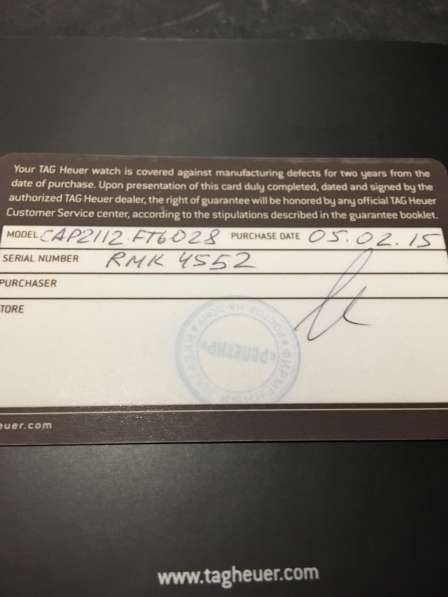 Your TAG Heuer watch is covered against manufacturing defects for two years from the
date of purchase. Upon presentation of this card duly completed, dated and signed by the
authorized TAG Heuer dealer, the right of guarantee will be honored by any official TAG Heuer
Customer Service center, according to the stipulations described in the guarantee booklet.
MODEL CAP2112.FT6028 PURCHASE DATE 05.02.15
SERIAL NUMBER RMK 4552
PURCHASER
TORE
euer.com
www.tagheuer.com